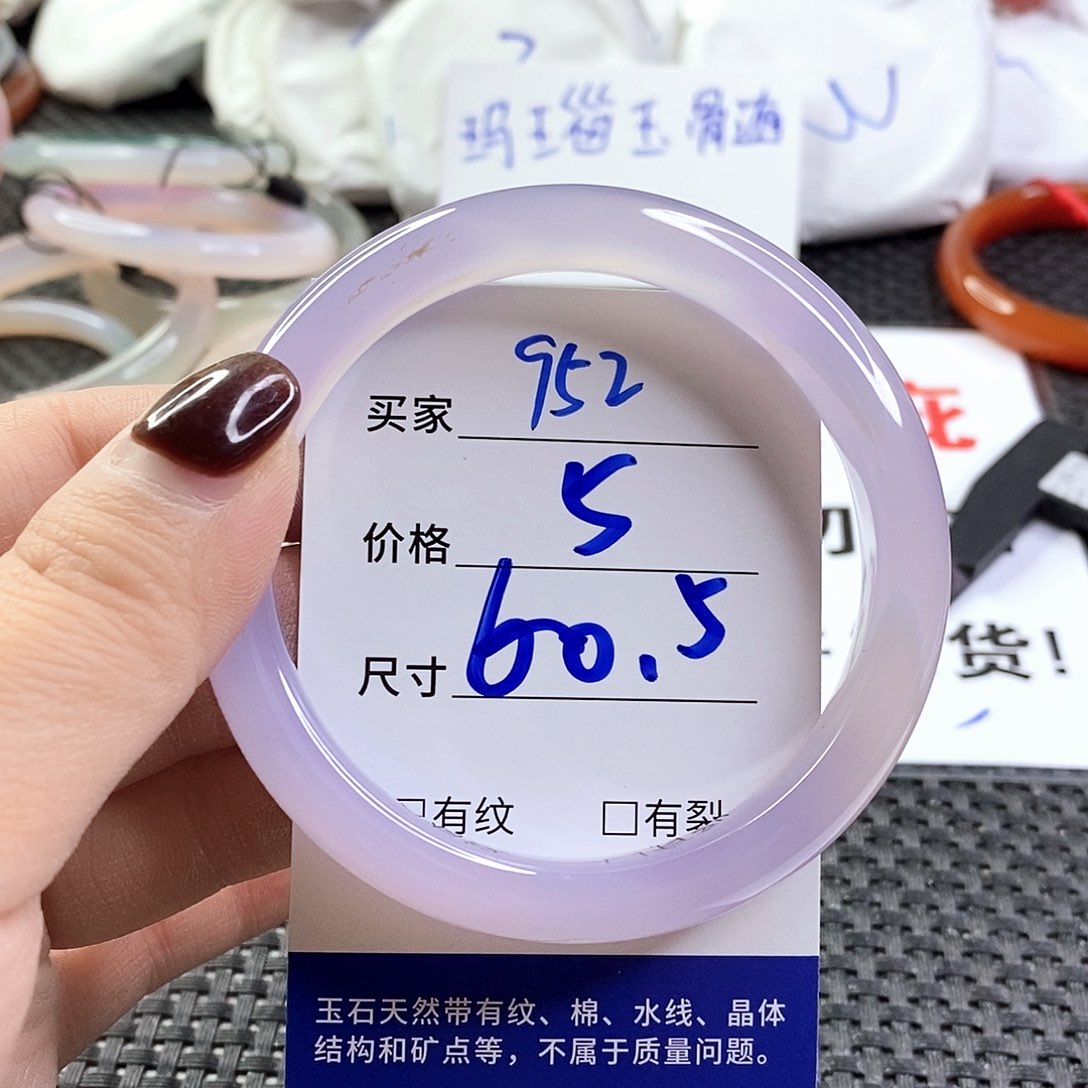 玛瑙玉骨髓
买家 952
价格 5
尺寸 60.5
□有纹 □有裂
货！
玉石天然带有纹、棉、水线、晶体
结构和矿点等，不属于质量问题。